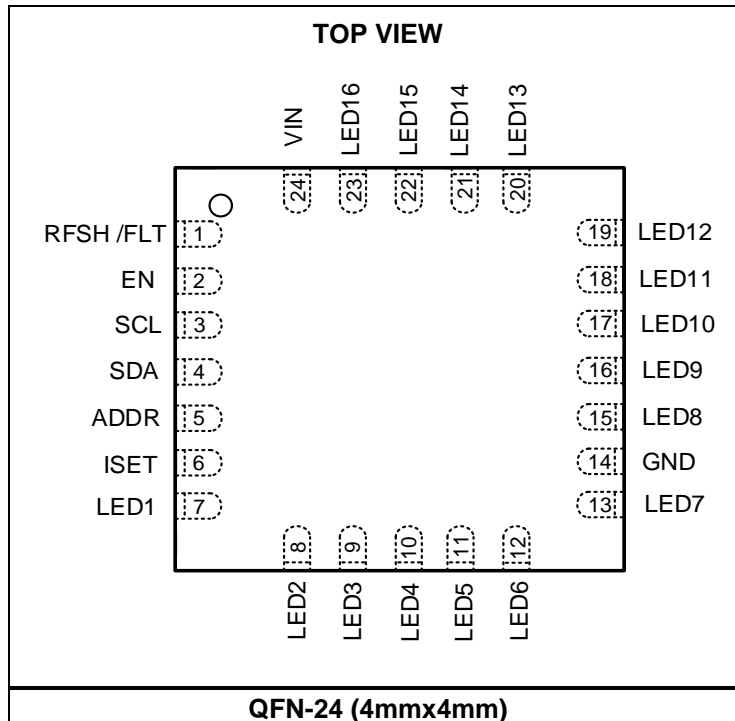 TOP VIEW
VIN
LED16
LED15
LED14
LED13
24
23
22
21
20
RFSH /FLT 1
EN 2
SCL 3
SDA 4
ADDR 5
ISET 6
LED1 7
19 LED12
18 LED11
17 LED10
16 LED9
15 LED8
14 GND
13 LED7
8
9
10
11
12
LED2
LED3
LED4
LED5
LED6
QFN-24 (4mmx4mm)